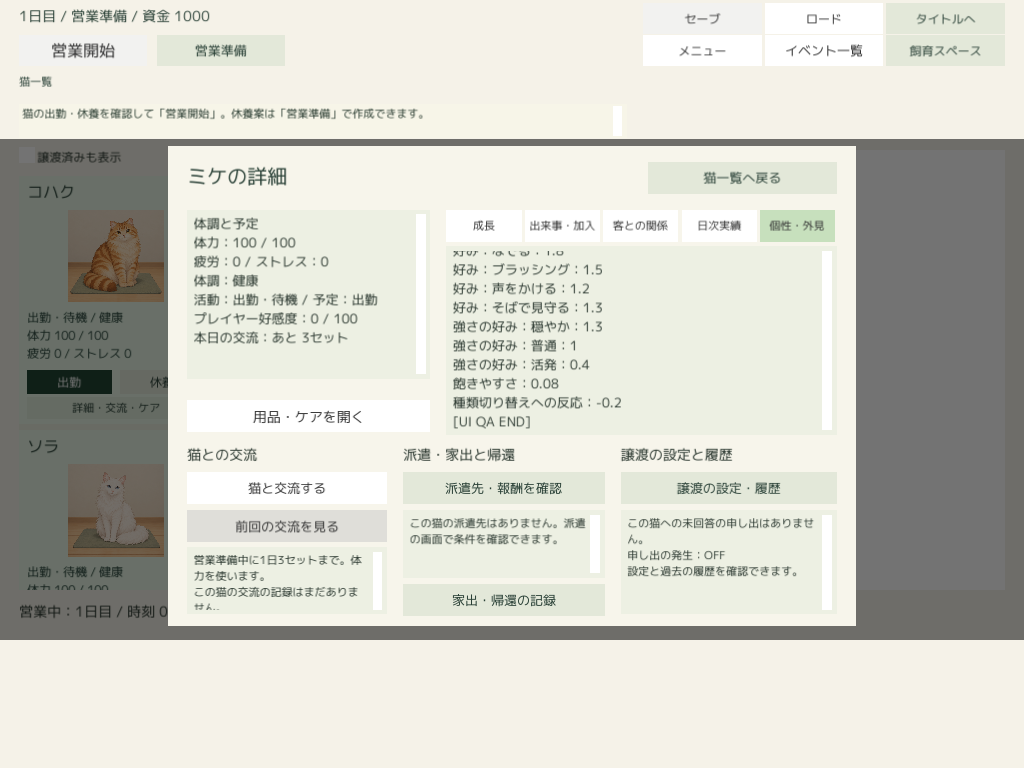 1日目 / 営業準備 / 資金 1000
セーブ
ロード
タイトルへ
営業開始
営業準備
メニュー
イベント一覧
飼育スペース
猫一覧
猫の出勤・休養を確認して「営業開始」。休養案は「営業準備」で作成できます。
譲渡済みも表示
コハク
出勤・待機 / 健康
体力 100 / 100
疲労 0 / ストレス 0
出勤
休養
詳細・交流・ケア
ソラ
出勤・待機 / 健康
体力 100 / 100
営業中：1日目 / 時刻 0
ミケの詳細
猫一覧へ戻る
体調と予定
体力：100 / 100
疲労：0 / ストレス：0
体調：健康
活動：出勤・待機 / 予定：出勤
プレイヤー好感度：0 / 100
本日の交流：あと 3セット
用品・ケアを開く
成長
出来事・加入
客との関係
日次実績
個性・外見
好み：なでる：1.8
好み：ブラッシング：1.5
好み：声をかける：1.2
好み：そばで見守る：1.3
強さの好み：穏やか：1.3
強さの好み：普通：1
強さの好み：活発：0.4
飽きやすさ：0.08
種類切り替えへの反応：-0.2
[UI QA END]
猫との交流
猫と交流する
前回の交流を見る
営業準備中に1日3セットまで。体
力を使います。
この猫の交流の記録はまだありま
せん。
派遣・家出と帰還
派遣先・報酬を確認
この猫の派遣先はありません。派遣
の画面で条件を確認できます。
家出・帰還の記録
譲渡の設定と履歴
譲渡の設定・履歴
この猫への未回答の申し出はありませ
ん。
申し出の発生：OFF
設定と過去の履歴を確認できます。